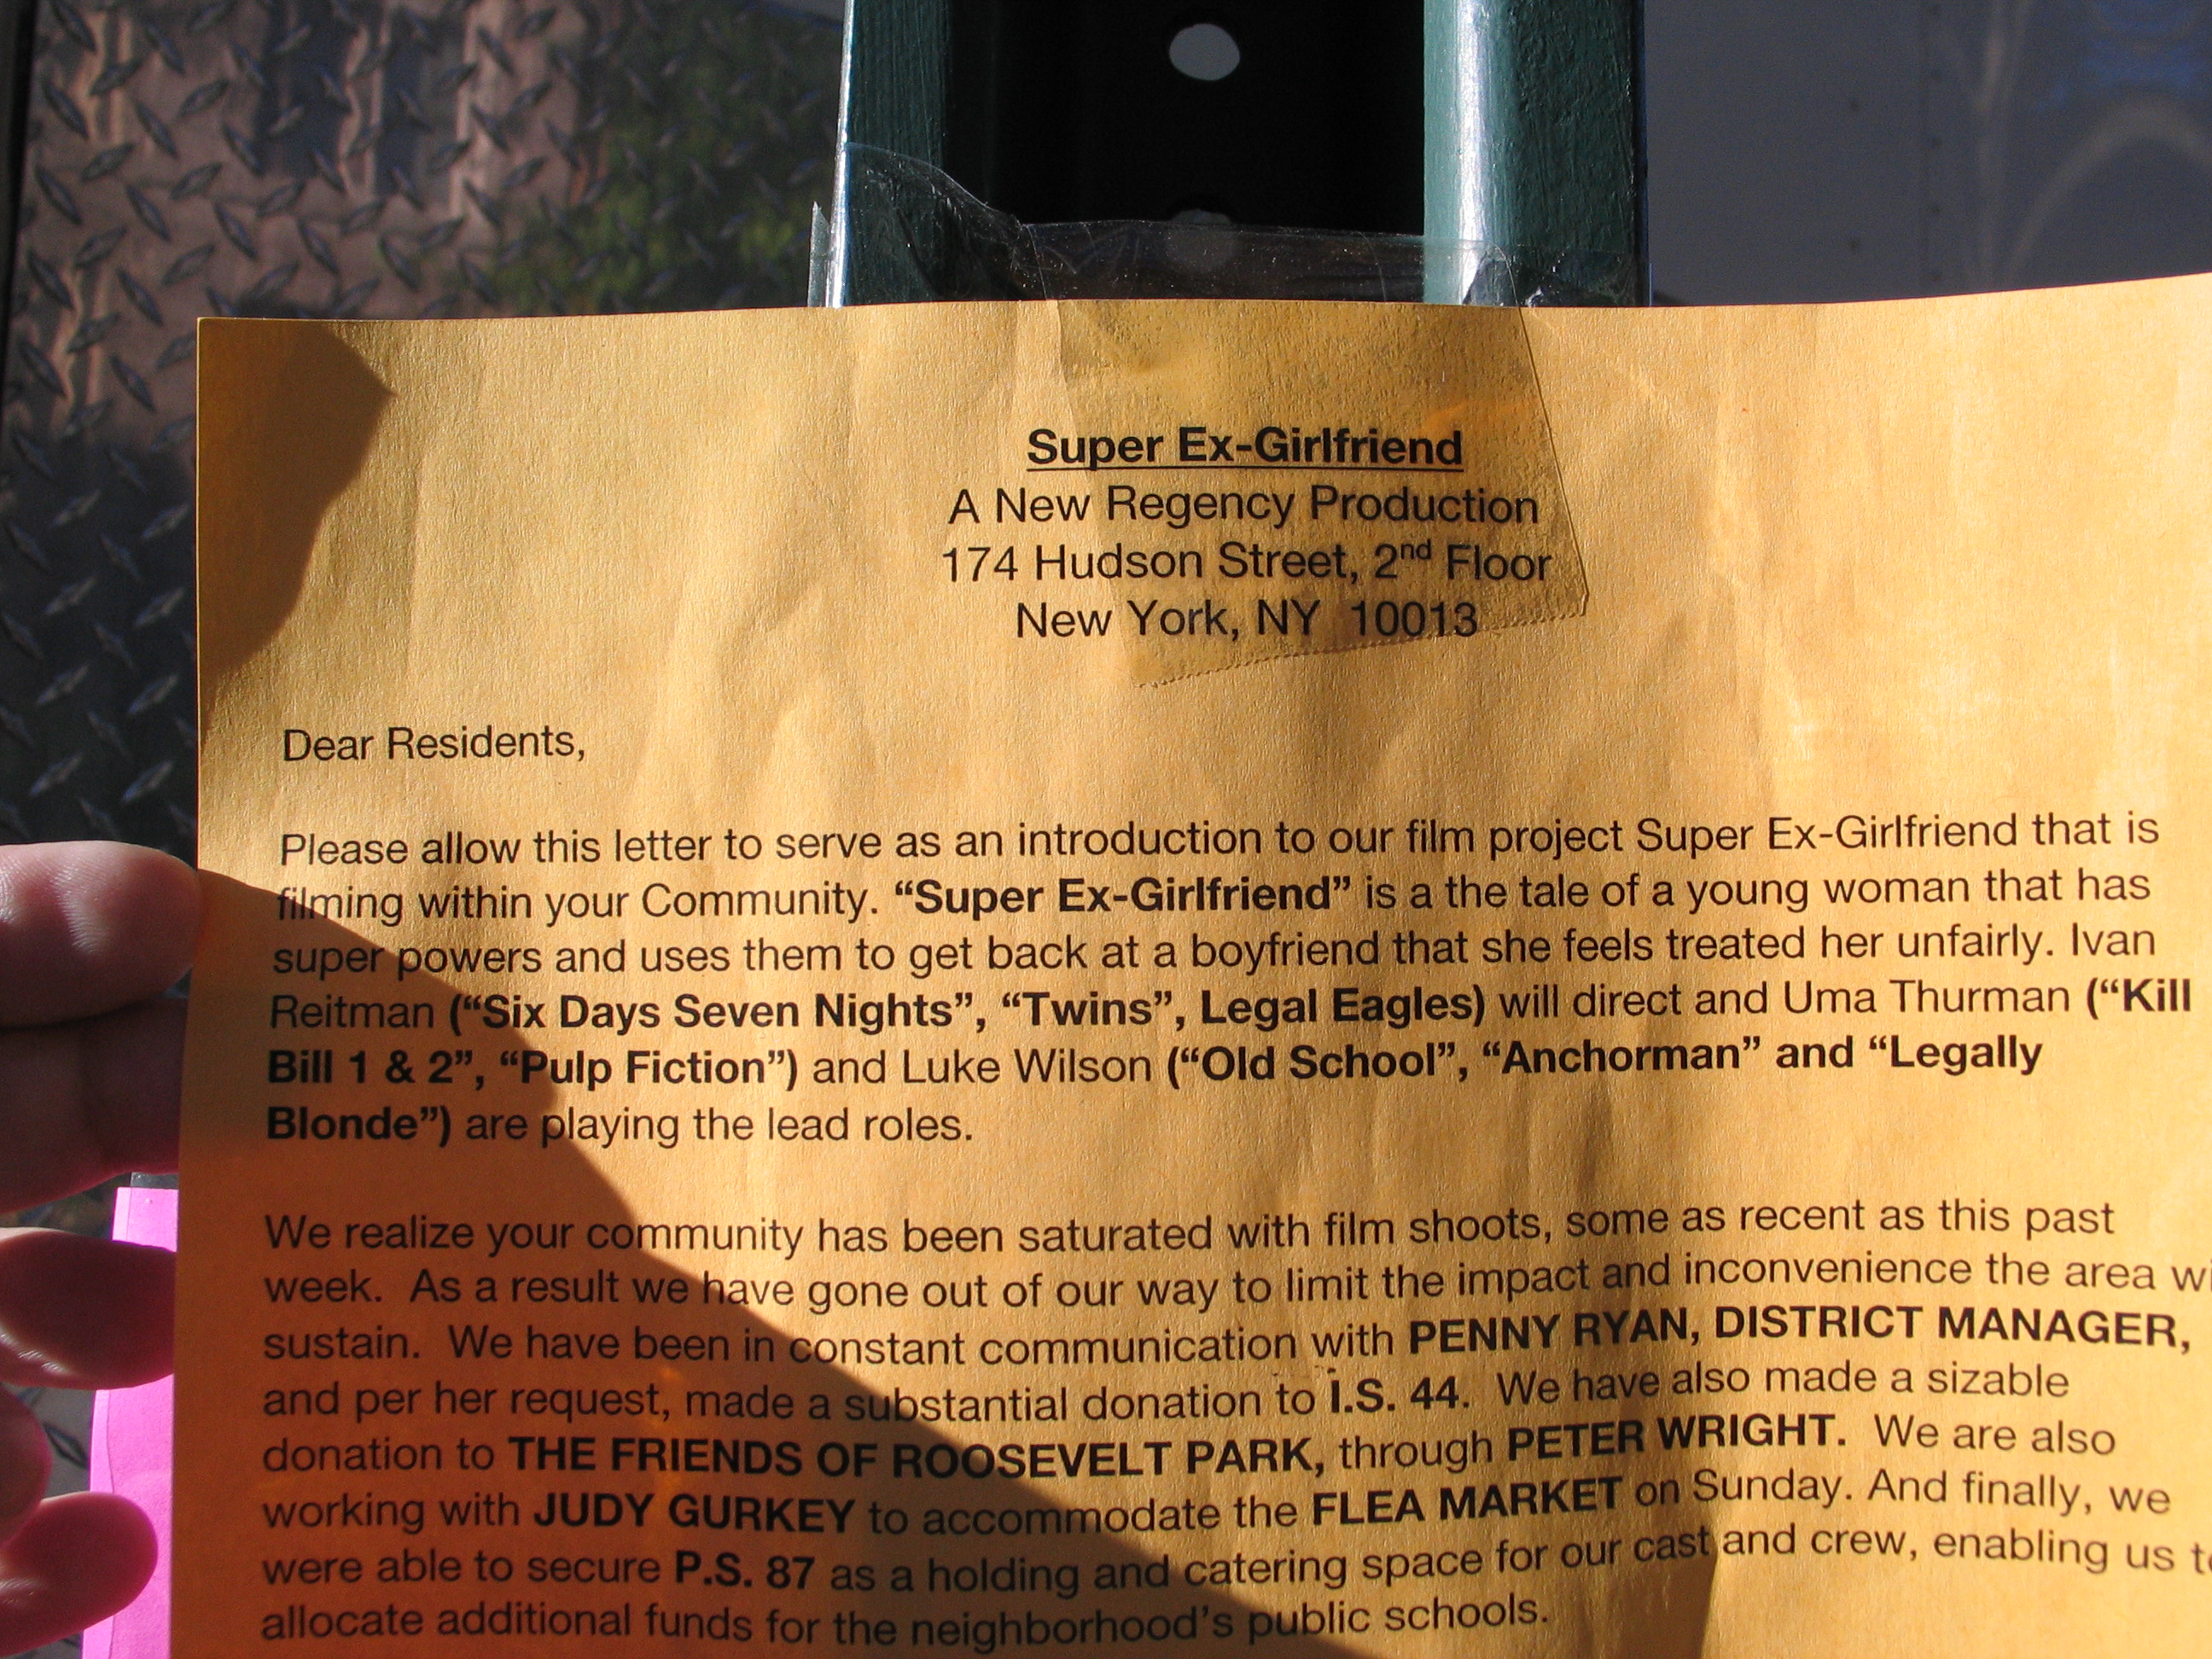 Super Ex-Girlfriend
A New Regency Production
174 Hudson Street, 2nd Floor
New York, NY 10013
Dear Residents,
Please allow this letter to serve as an introduction to our film project Super Ex-Girlfriend that is
filming within your Community. “Super Ex-Girlfriend” is a the tale of a young woman that has
super powers and uses them to get back at a boyfriend that she feels treated her unfairly. Ivan
Reitman (“Six Days Seven Nights”, “Twins”, Legal Eagles) will direct and Uma Thurman (“Kill
Bill 1 & 2”, “Pulp Fiction”) and Luke Wilson (“Old School”, “Anchorman” and “Legally
Blonde”) are playing the lead roles.
We realize your community has been saturated with film shoots, some as recent as this past
week. As a result we have gone out of our way to limit the impact and inconvenience the area
sustain. We have been in constant communication with PENNY RYAN, DISTRICT MANAGER,
and per her request, made a substantial donation to I.S. 44. We have also made a sizable
donation to THE FRIENDS OF ROOSEVELT PARK, through PETER WRIGHT. We are also
working with JUDY GURKEY to accommodate the FLEA MARKET on Sunday. And finally, we
were able to secure P.S. 87 as a holding and catering space for our cast and crew, enabling us
allocate additional funds for the neighborhood’s public schools.